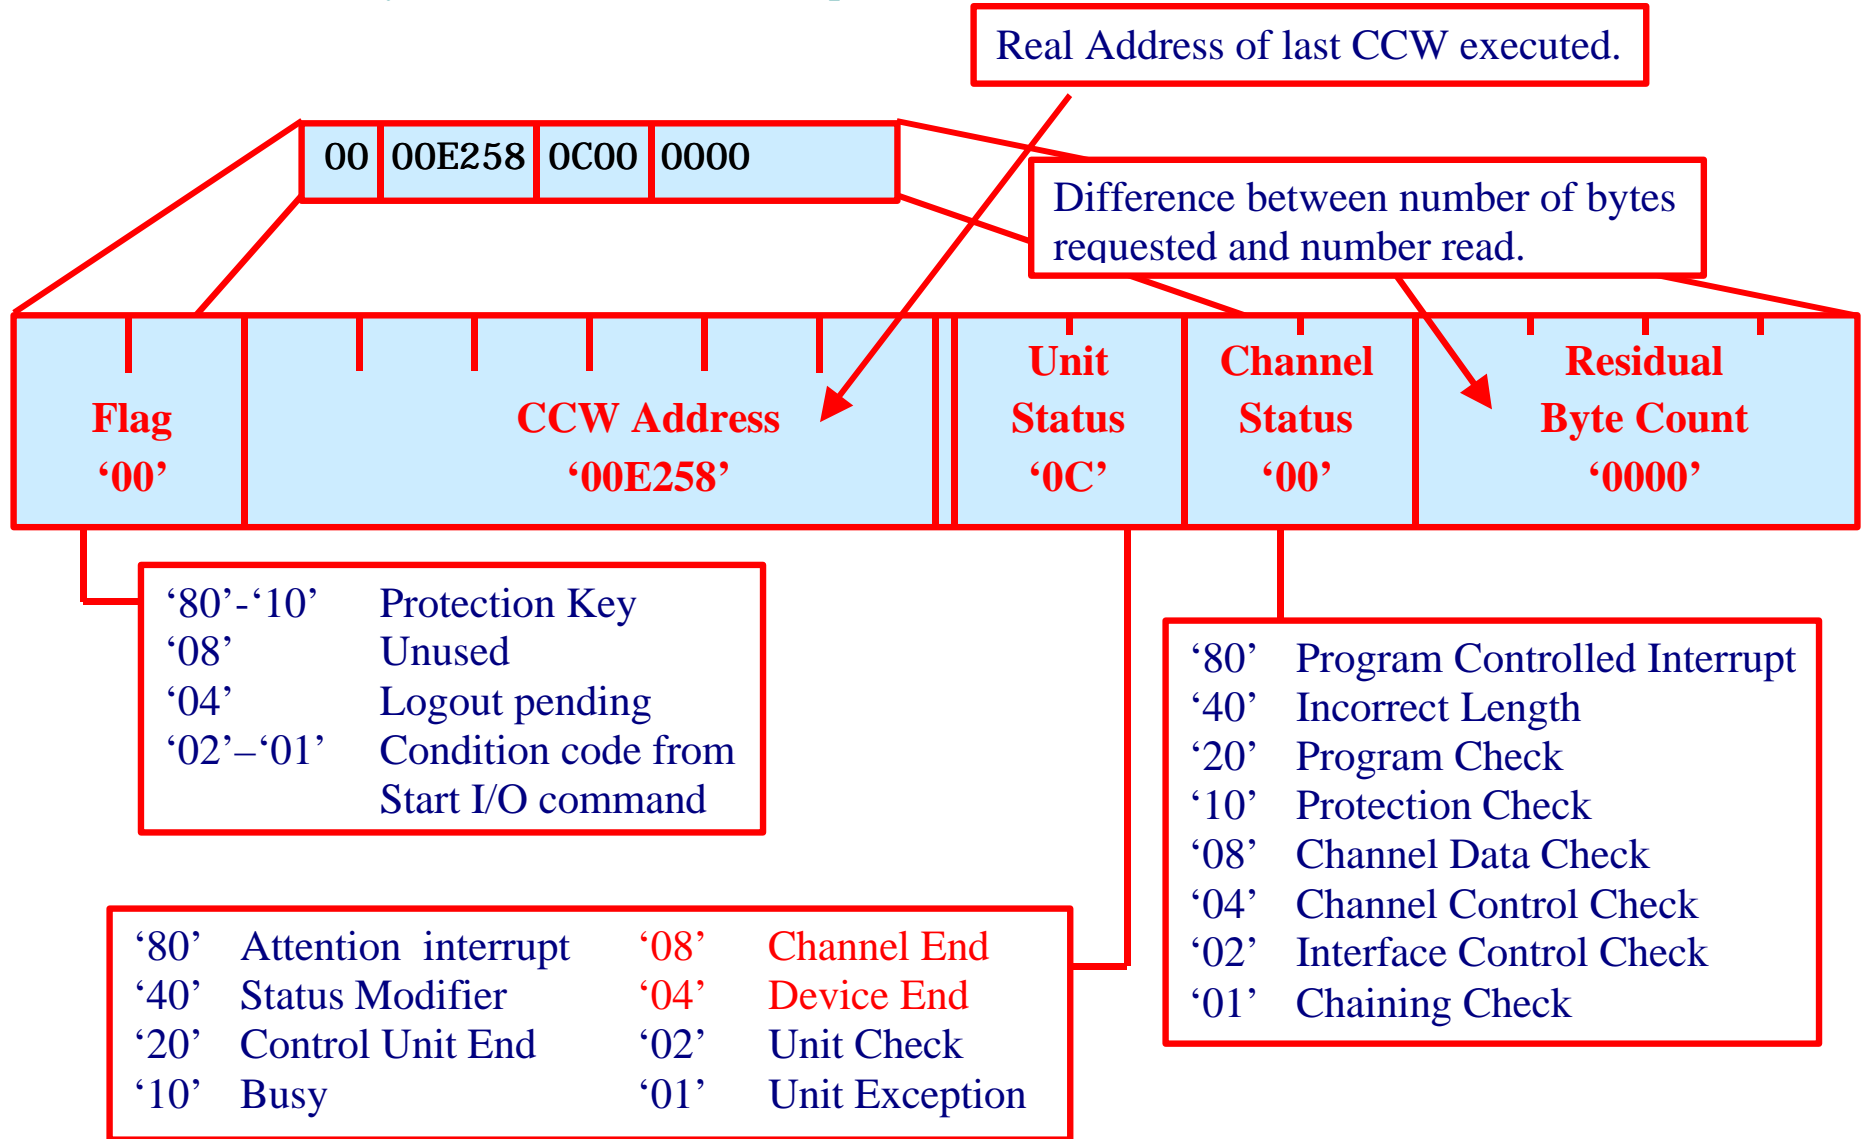 Real Address of last CCW executed.
00 00E258 0C00 0000
Difference between number of bytes
requested and number read.
Flag
‘00’
CCW Address
‘00E258’
Unit
Status
‘0C’
Channel
Status
‘00’
Residual
Byte Count
‘0000’
‘80’-‘10’ Protection Key
‘08’ Unused
‘04’ Logout pending
‘02’–‘01’ Condition code from
Start I/O command
‘80’ Program Controlled Interrupt
‘40’ Incorrect Length
‘20’ Program Check
‘10’ Protection Check
‘08’ Channel Data Check
‘04’ Channel Control Check
‘02’ Interface Control Check
‘01’ Chaining Check
‘80’ Attention interrupt ‘08’ Channel End
‘40’ Status Modifier ‘04’ Device End
‘20’ Control Unit End ‘02’ Unit Check
‘10’ Busy ‘01’ Unit Exception